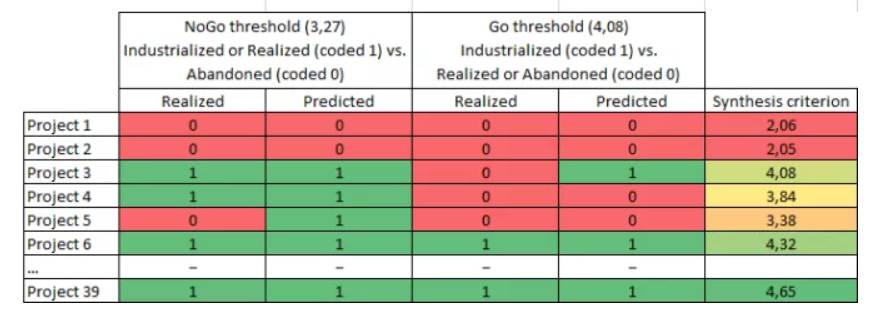 NoGo threshold (3,27) Go threshold (4,08)
Industrialized or Realized (coded 1) vs. Industrialized (coded 1) vs.
Abandoned (coded 0) Realized or Abandoned (coded 0)
Realized Predicted Realized Predicted Synthesis criterion
Project 1 0 0 0 0 2,06
Project 2 0 0 0 0 2,05
Project 3 1 1 0 1 4,08
Project 4 1 1 0 0 3,84
Project 5 0 1 0 0 3,38
Project 6 1 1 1 1 4,32
... – – – –
Project 39 1 1 1 1 4,65